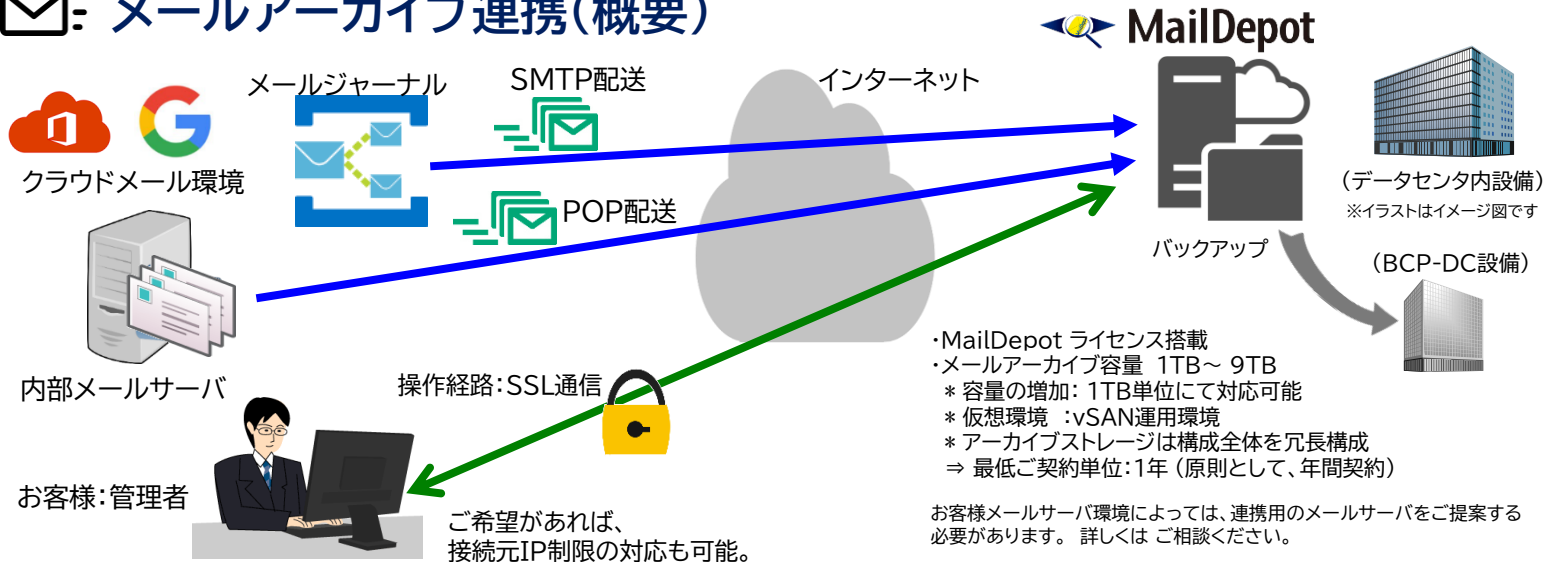 メールアーカイブ連携(概要)
MailDepot
メールジャーナル
SMTP配送
インターネット
クラウドメール環境
POP配送
(データセンタ内設備)
※イラストはイメージ図です
バックアップ
(BCP-DC設備)
内部メールサーバ
操作経路:SSL通信
お客様:管理者
ご希望があれば、
接続元IP制限の対応も可能。
・MailDepot ライセンス搭載
・メールアーカイブ容量 1TB~ 9TB
* 容量の増加: 1TB単位にて対応可能
* 仮想環境 :vSAN運用環境
* アーカイブストレージは構成全体を冗長構成
⇒ 最低ご契約単位:1年 (原則として、年間契約)
お客様メールサーバ環境によっては、連携用のメールサーバをご提案する
必要があります。 詳しくは ご相談ください。